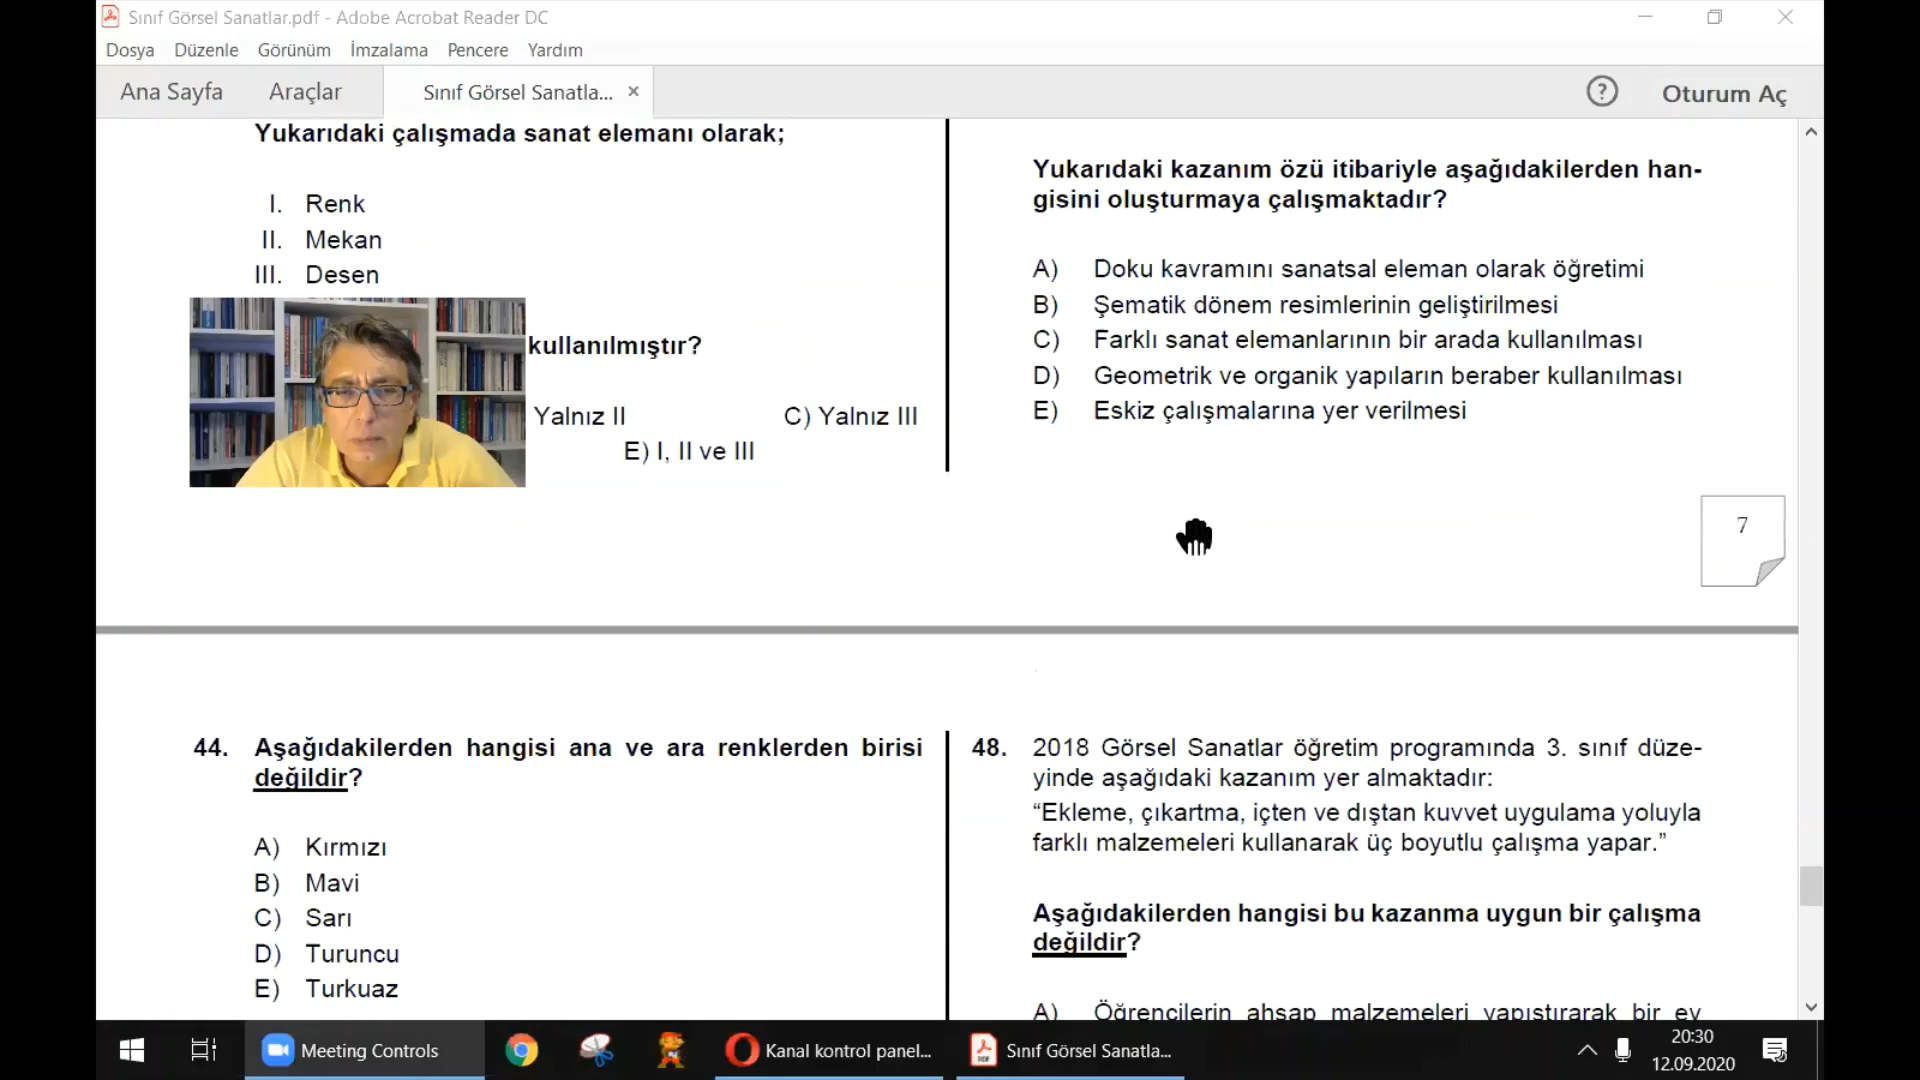 Sınıf Görsel Sanatlar.pdf - Adobe Acrobat Reader DC
Dosya Düzenle Görünüm İmzalama Pencere Yardım
Ana Sayfa Araçlar Sınıf Görsel Sanatla... × ? Oturum Aç
Yukarıdaki çalışmada sanat elemanı olarak;
I. Renk
II. Mekan
III. Desen
kullanılmıştır?
Yalnız II C) Yalnız III
E) I, II ve III
Yukarıdaki kazanım özü itibariyle aşağıdakilerden han-
gisini oluşturmaya çalışmaktadır?
A) Doku kavramını sanatsal eleman olarak öğretimi
B) Şematik dönem resimlerinin geliştirilmesi
C) Farklı sanat elemanlarının bir arada kullanılması
D) Geometrik ve organik yapıların beraber kullanılması
E) Eskiz çalışmalarına yer verilmesi
7
44. Aşağıdakilerden hangisi ana ve ara renklerden birisi
değildir?
A) Kırmızı
B) Mavi
C) Sarı
D) Turuncu
E) Turkuaz
48. 2018 Görsel Sanatlar öğretim programında 3. sınıf düze-
yinde aşağıdaki kazanım yer almaktadır:
“Ekleme, çıkartma, içten ve dıştan kuvvet uygulama yoluyla
farklı malzemeleri kullanarak üç boyutlu çalışma yapar.”
Aşağıdakilerden hangisi bu kazanma uygun bir çalışma
değildir?
A) Öğrencilerin ahşap malzemeleri yapıştırarak bir ev
Meeting Controls Kanal kontrol panel... Sınıf Görsel Sanatla...
20:30
12.09.2020